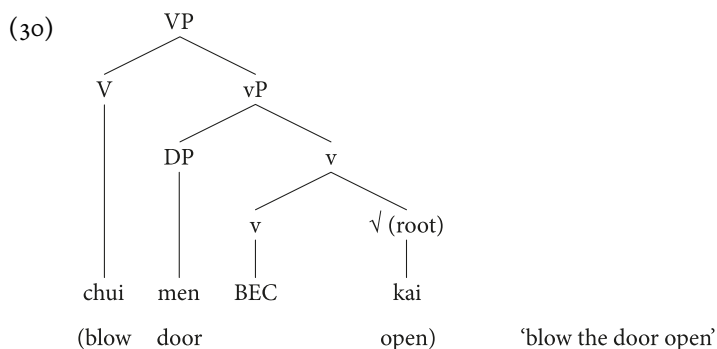 (30)
VP
V vP
DP v
v √ (root)
chui men BEC kai
(blow door open) ‘blow the door open’